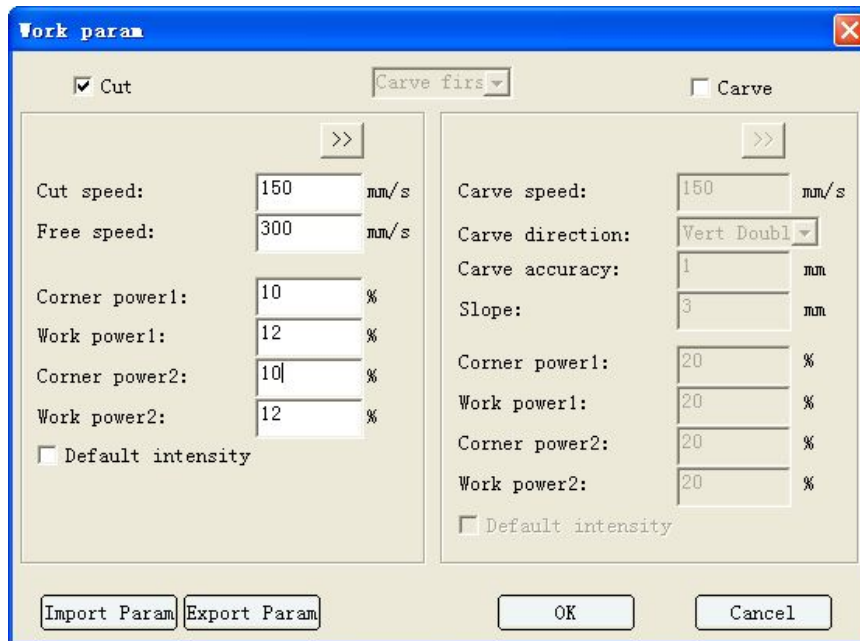 Work param
Cut
Carve firs
Carve
>>
Cut speed: 150 mm/s
Free speed: 300 mm/s
Corner power1: 10 %
Work power1: 12 %
Corner power2: 10 %
Work power2: 12 %
Default intensity
>>
Carve speed: 150 mm/s
Carve direction: Vert Doubl
Carve accuracy: 1 mm
Slope: 3 mm
Corner power1: 20 %
Work power1: 20 %
Corner power2: 20 %
Work power2: 20 %
Default intensity
Import Param Export Param OK Cancel